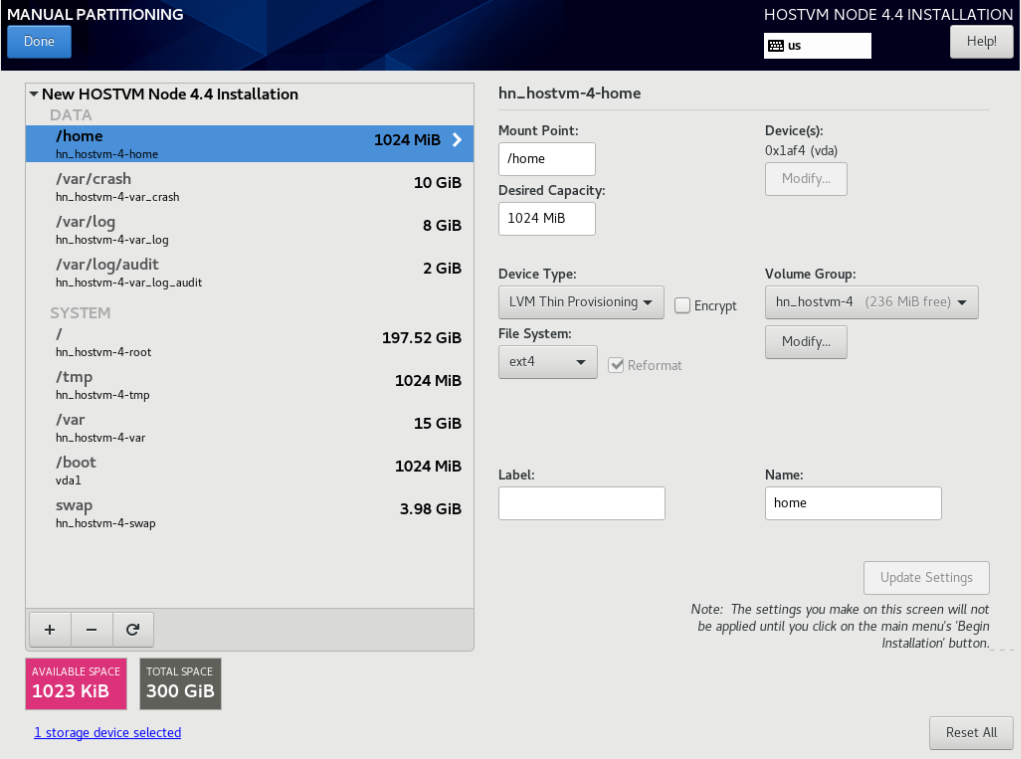 MANUAL PARTITIONING
HOSTVM NODE 4.4 INSTALLATION
Done
us
Help!
New HOSTVM Node 4.4 Installation
DATA
/home
1024 MiB
hn_hostvm-4-home
/var/crash
10 GiB
hn_hostvm-4-var_crash
/var/log
8 GiB
hn_hostvm-4-var_log
/var/log/audit
2 GiB
hn_hostvm-4-var_log_audit
SYSTEM
/
197.52 GiB
hn_hostvm-4-root
/tmp
1024 MiB
hn_hostvm-4-tmp
/var
15 GiB
hn_hostvm-4-var
/boot
1024 MiB
vda1
swap
3.98 GiB
hn_hostvm-4-swap
+ −
AVAILABLE SPACE
1023 KiB
TOTAL SPACE
300 GiB
1 storage device selected
hn_hostvm-4-home
Mount Point:
/home
Desired Capacity:
1024 MiB
Device(s):
0x1af4 (vda)
Modify...
Device Type:
LVM Thin Provisioning
Encrypt
File System:
ext4
Reformat
Volume Group:
hn_hostvm-4 (236 MiB free)
Modify...
Label:
Name:
home
Update Settings
Note: The settings you make on this screen will not
be applied until you click on the main menu's 'Begin
Installation' button.
Reset All